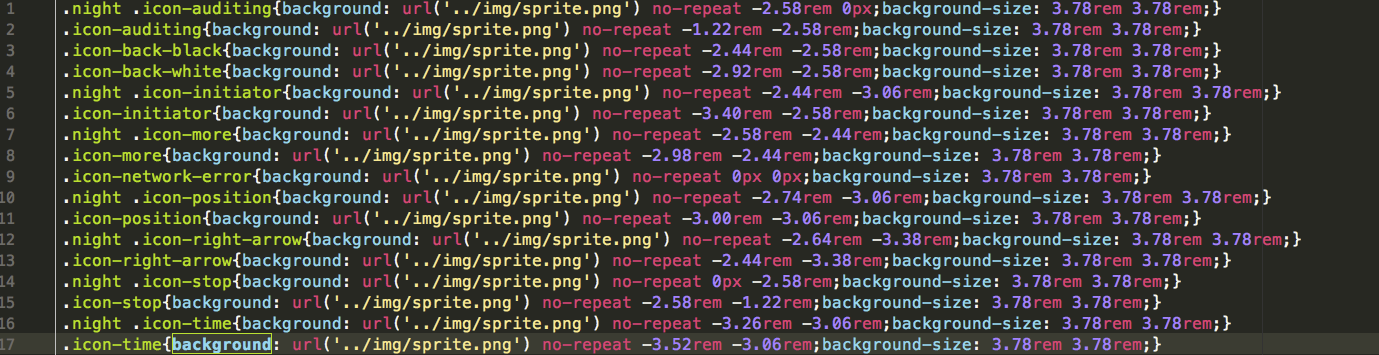 1 .night .icon-auditing{background: url('../img/sprite.png') no-repeat -2.58rem 0px;background-size: 3.78rem 3.78rem;}
2 .icon-auditing{background: url('../img/sprite.png') no-repeat -1.22rem -2.58rem;background-size: 3.78rem 3.78rem;}
3 .icon-back-black{background: url('../img/sprite.png') no-repeat -2.44rem -2.58rem;background-size: 3.78rem 3.78rem;}
4 .icon-back-white{background: url('../img/sprite.png') no-repeat -2.92rem -2.58rem;background-size: 3.78rem 3.78rem;}
5 .night .icon-initiator{background: url('../img/sprite.png') no-repeat -2.44rem -3.06rem;background-size: 3.78rem 3.78rem;}
6 .icon-initiator{background: url('../img/sprite.png') no-repeat -3.40rem -2.58rem;background-size: 3.78rem 3.78rem;}
7 .night .icon-more{background: url('../img/sprite.png') no-repeat -2.58rem -2.44rem;background-size: 3.78rem 3.78rem;}
8 .icon-more{background: url('../img/sprite.png') no-repeat -2.98rem -2.44rem;background-size: 3.78rem 3.78rem;}
9 .icon-network-error{background: url('../img/sprite.png') no-repeat 0px 0px;background-size: 3.78rem 3.78rem;}
10 .night .icon-position{background: url('../img/sprite.png') no-repeat -2.74rem -3.06rem;background-size: 3.78rem 3.78rem;}
11 .icon-position{background: url('../img/sprite.png') no-repeat -3.00rem -3.06rem;background-size: 3.78rem 3.78rem;}
12 .night .icon-right-arrow{background: url('../img/sprite.png') no-repeat -2.64rem -3.38rem;background-size: 3.78rem 3.78rem;}
13 .icon-right-arrow{background: url('../img/sprite.png') no-repeat -2.44rem -3.38rem;background-size: 3.78rem 3.78rem;}
14 .night .icon-stop{background: url('../img/sprite.png') no-repeat 0px -2.58rem;background-size: 3.78rem 3.78rem;}
15 .icon-stop{background: url('../img/sprite.png') no-repeat -2.58rem -1.22rem;background-size: 3.78rem 3.78rem;}
16 .night .icon-time{background: url('../img/sprite.png') no-repeat -3.26rem -3.06rem;background-size: 3.78rem 3.78rem;}
17 .icon-time{background: url('../img/sprite.png') no-repeat -3.52rem -3.06rem;background-size: 3.78rem 3.78rem;}